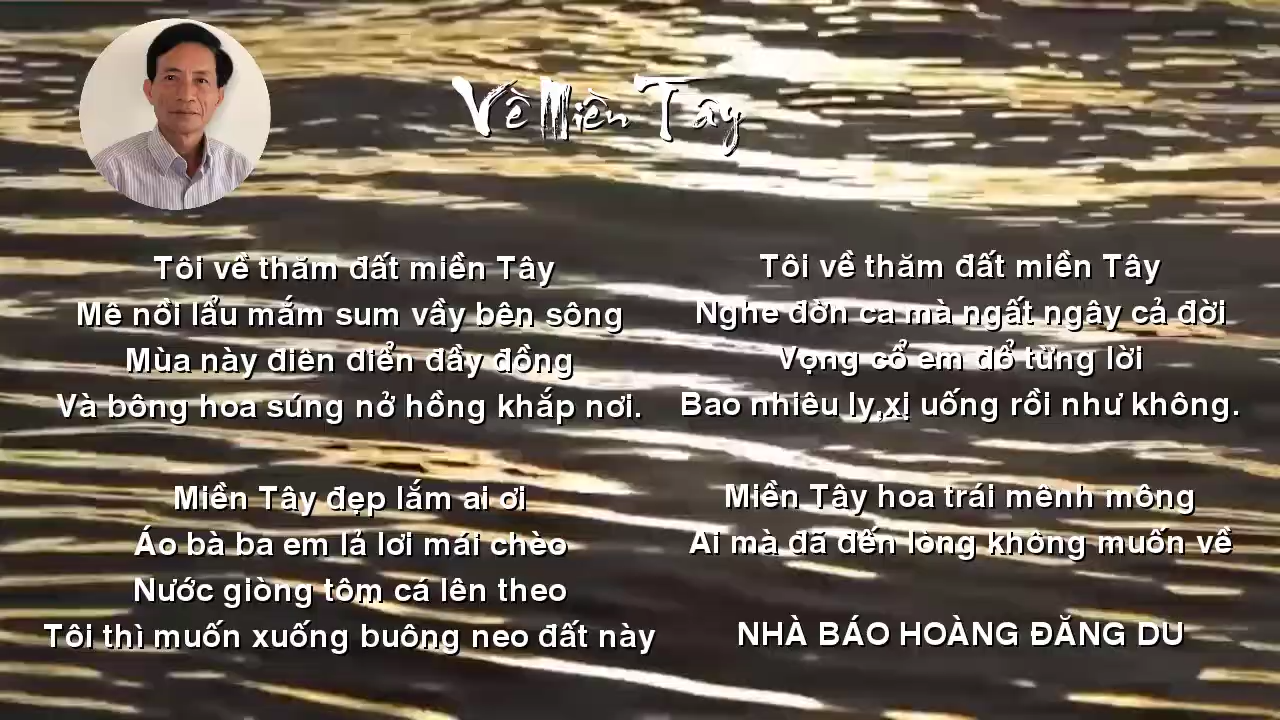 Về Miền Tây
Tôi về thăm đất miền Tây
Mê nồi lẩu mắm sum vầy bên sông
Mùa này điên điển đầy đồng
Và bông hoa súng nở hồng khắp nơi.
Miền Tây đẹp lắm ai ơi
Áo bà ba em lả lơi mái chèo
Nước giòng tôm cá lên theo
Tôi thì muốn xuống buông neo đất này
Tôi về thăm đất miền Tây
Nghe đờn ca mà ngất ngây cả đời
Vọng cổ em đổ từng lời
Bao nhiêu ly,xị uống rồi như không.
Miền Tây hoa trái mênh mông
Ai mà đã đến lòng không muốn về
NHÀ BÁO HOÀNG ĐĂNG DU